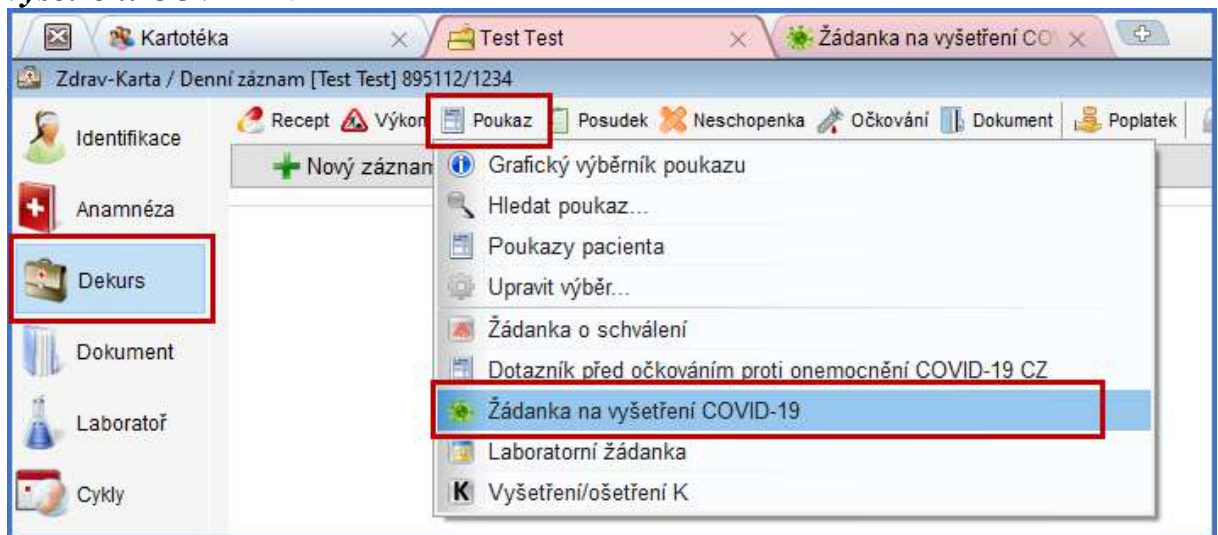 Kartotéka
Test Test
Žádanka na vyšetření CO
Zdrav-Karta / Denní záznam [Test Test] 895112/1234
Recept Výkon Poukaz Posudek Neschopenka Očkování Dokument Poplatek
Nový záznam
Identifikace
Anamnéza
Dekurs
Dokument
Laboratoř
Cykly
Grafický výběrník poukazu
Hledat poukaz...
Poukazy pacienta
Upravit výběr...
Žádanka o schválení
Dotazník před očkováním proti onemocnění COVID-19 CZ
Žádanka na vyšetření COVID-19
Laboratorní žádanka
K Vyšetření/ošetření K